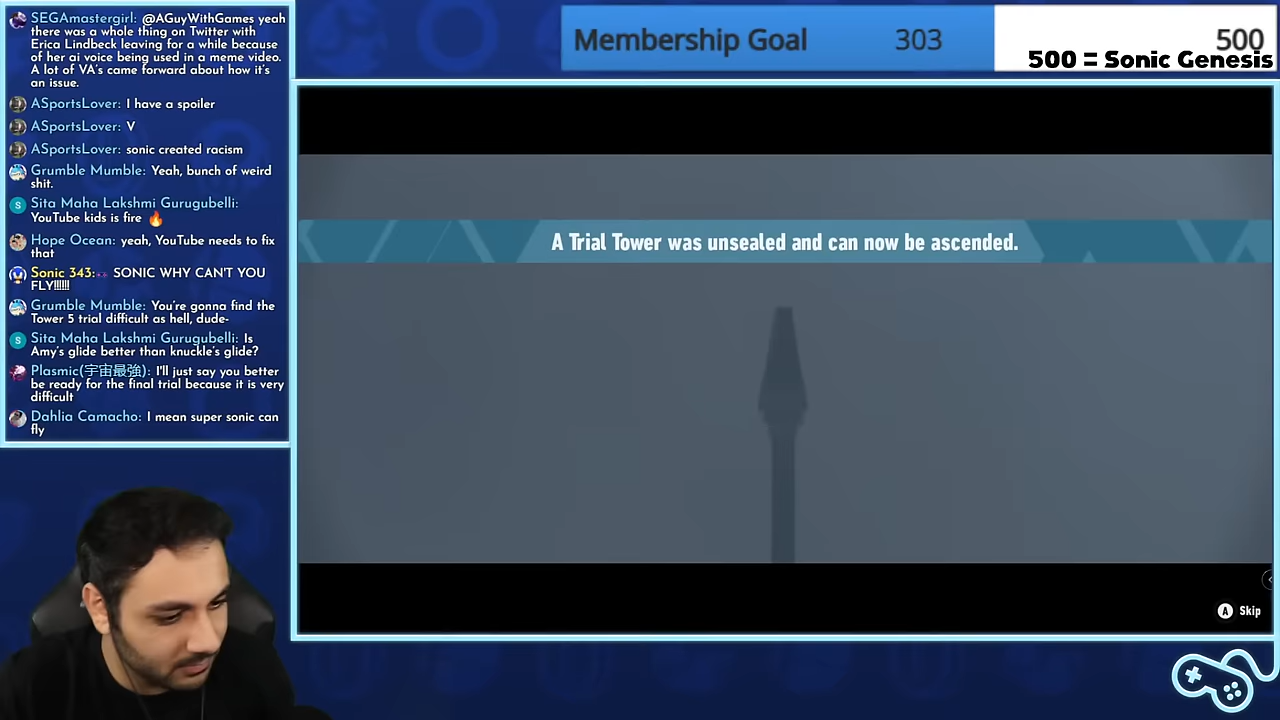 SEGAmastergirl: @AGuyWithGames yeah
there was a whole thing on Twitter with
Erica Lindbeck leaving for a while because
of her ai voice being used in a meme video.
A lot of VA's came forward about how it's
an issue.
ASportsLover: I have a spoiler
ASportsLover: V
ASportsLover: sonic created racism
Grumble Mumble: Yeah, bunch of weird
shit.
S
Sita Maha Lakshmi Gurugubelli:
YouTube kids is fire 🔥
Hope Ocean: yeah, YouTube needs to fix
that
Sonic 343: SONIC WHY CAN'T YOU
FLY!!!!!!
Grumble Mumble: You're gonna find the
Tower 5 trial difficult as hell, dude-
S
Sita Maha Lakshmi Gurugubelli: Is
Amy's glide better than knuckle's glide?
Plasmic(宇宙最強): I'll just say you better
be ready for the final trial because it is very
difficult
Dahlia Camacho: I mean super sonic can
fly
Membership Goal 303 500
500 = Sonic Genesis
A Trial Tower was unsealed and can now be ascended.
A Skip